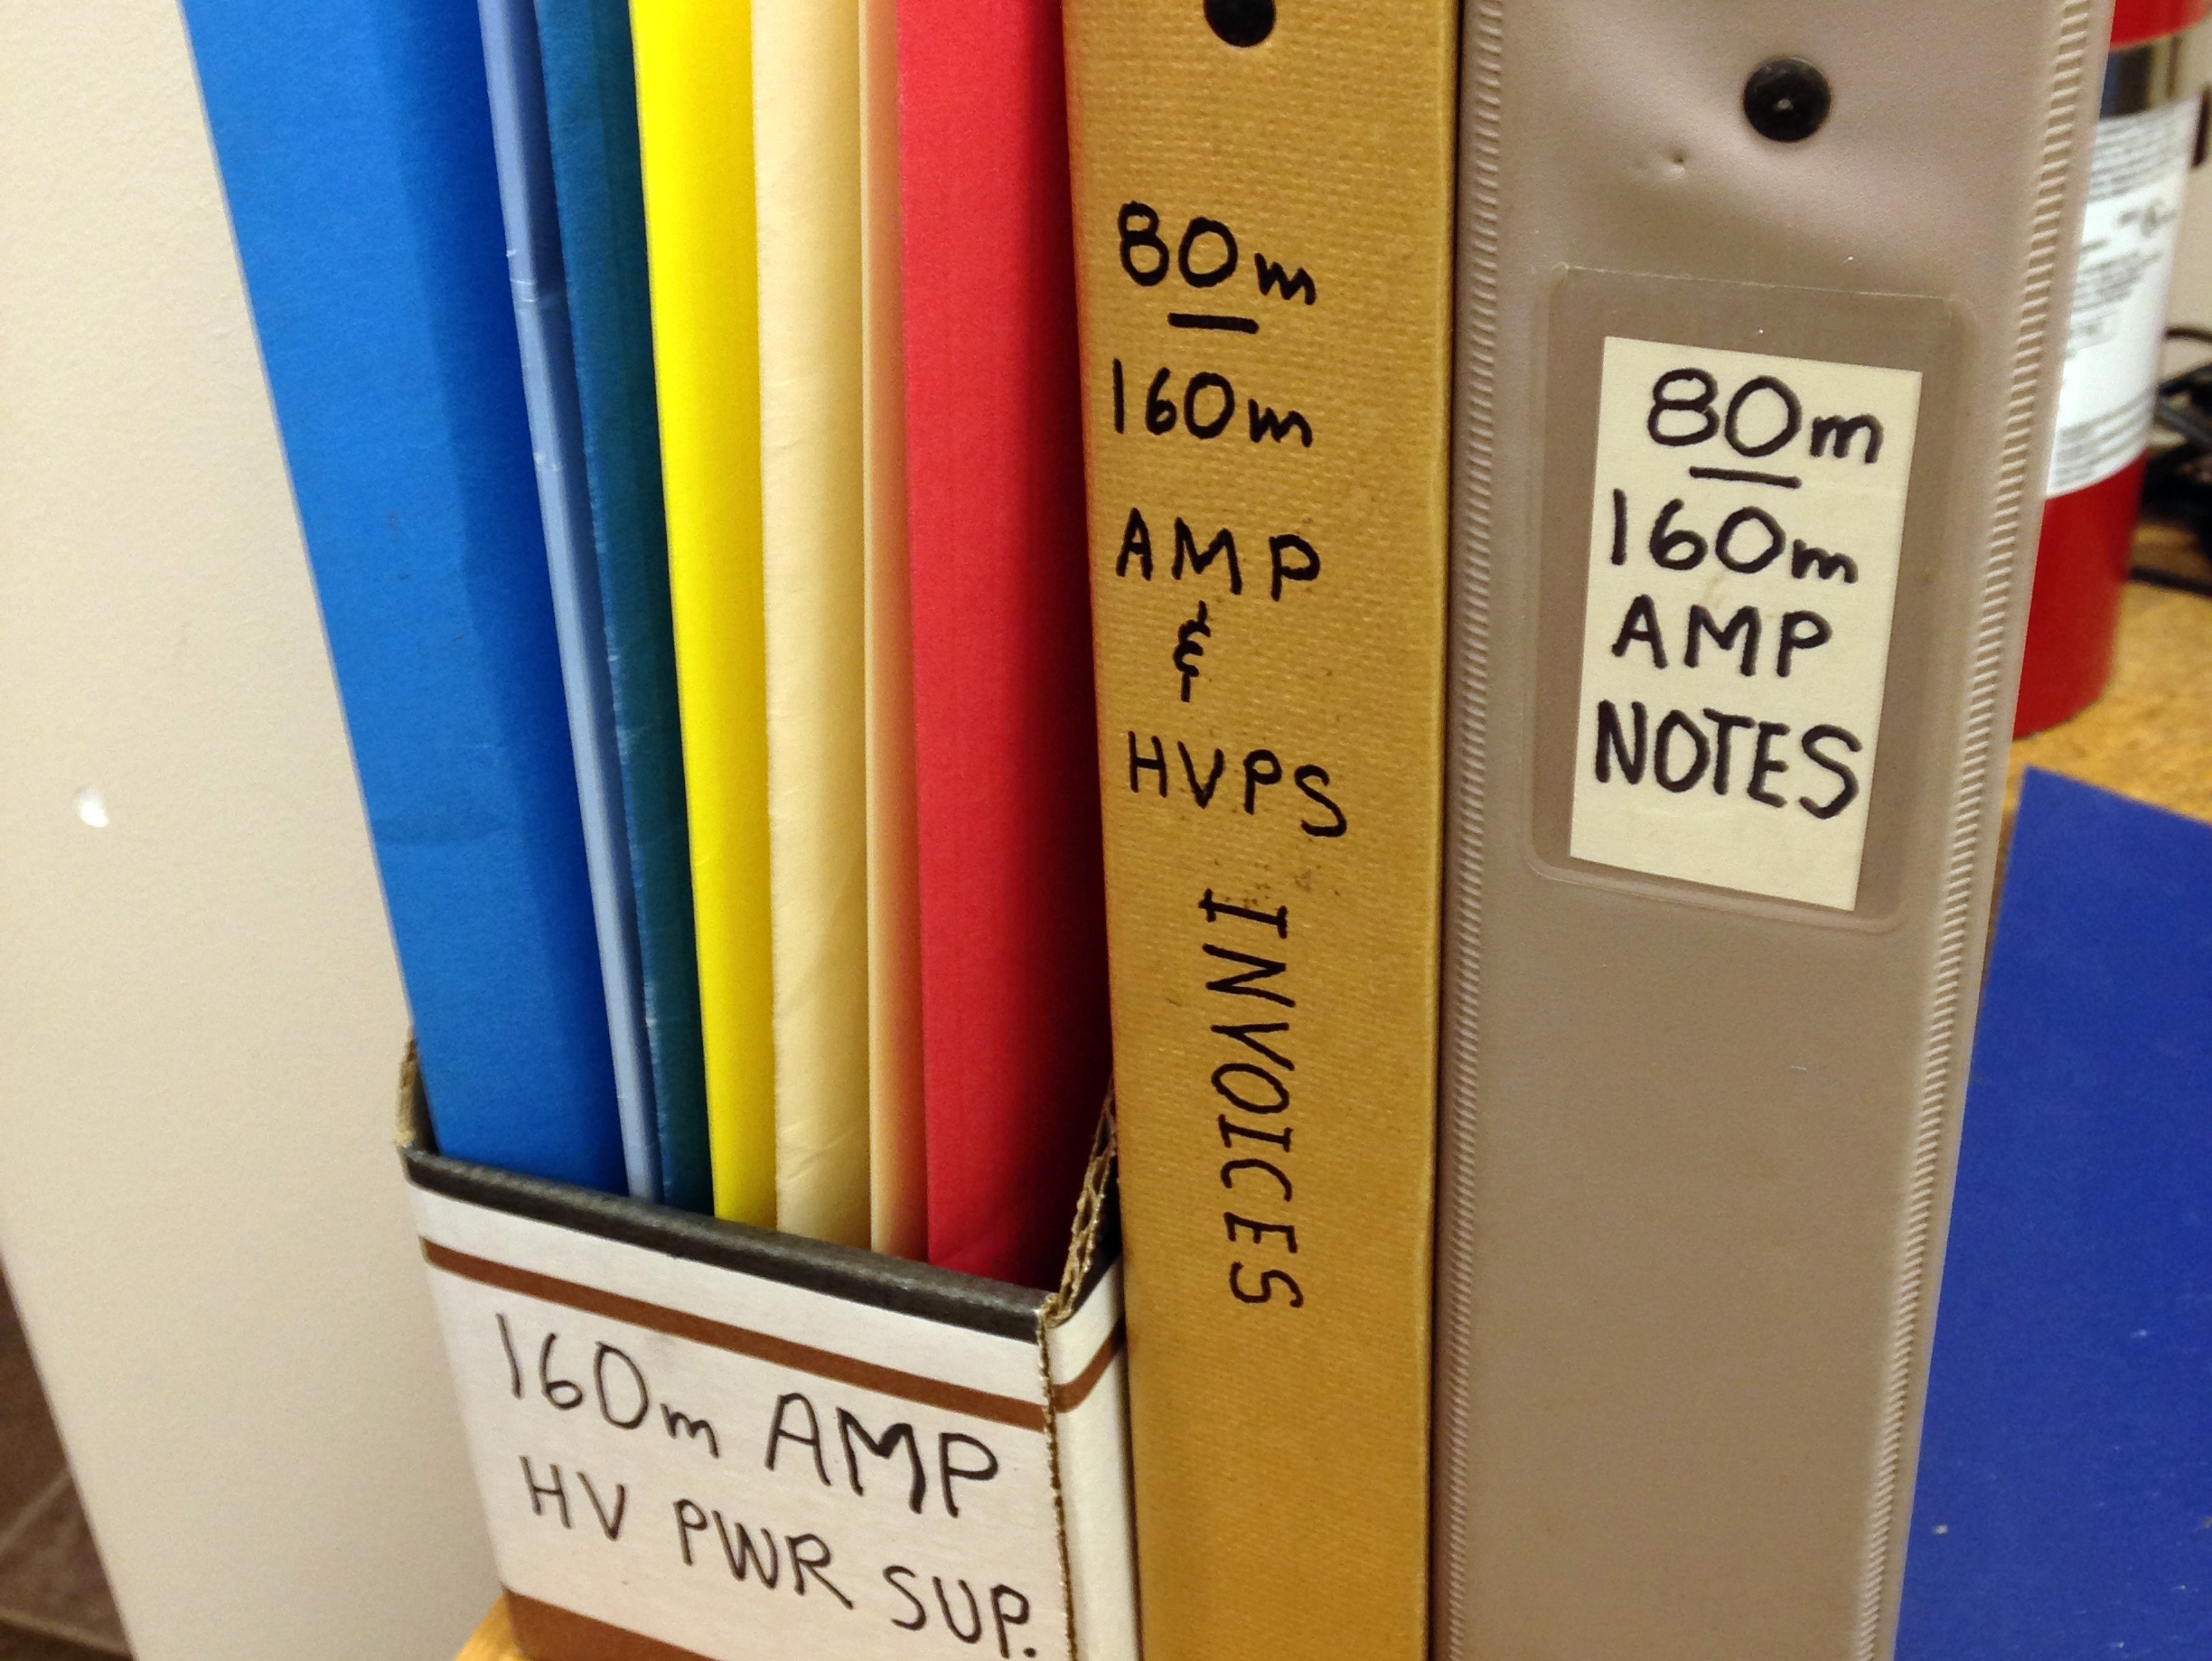 80m
160m
AMP
&
HVPS
INVOICES
80m
160m
AMP
NOTES
160m AMP
HV PWR SUP.